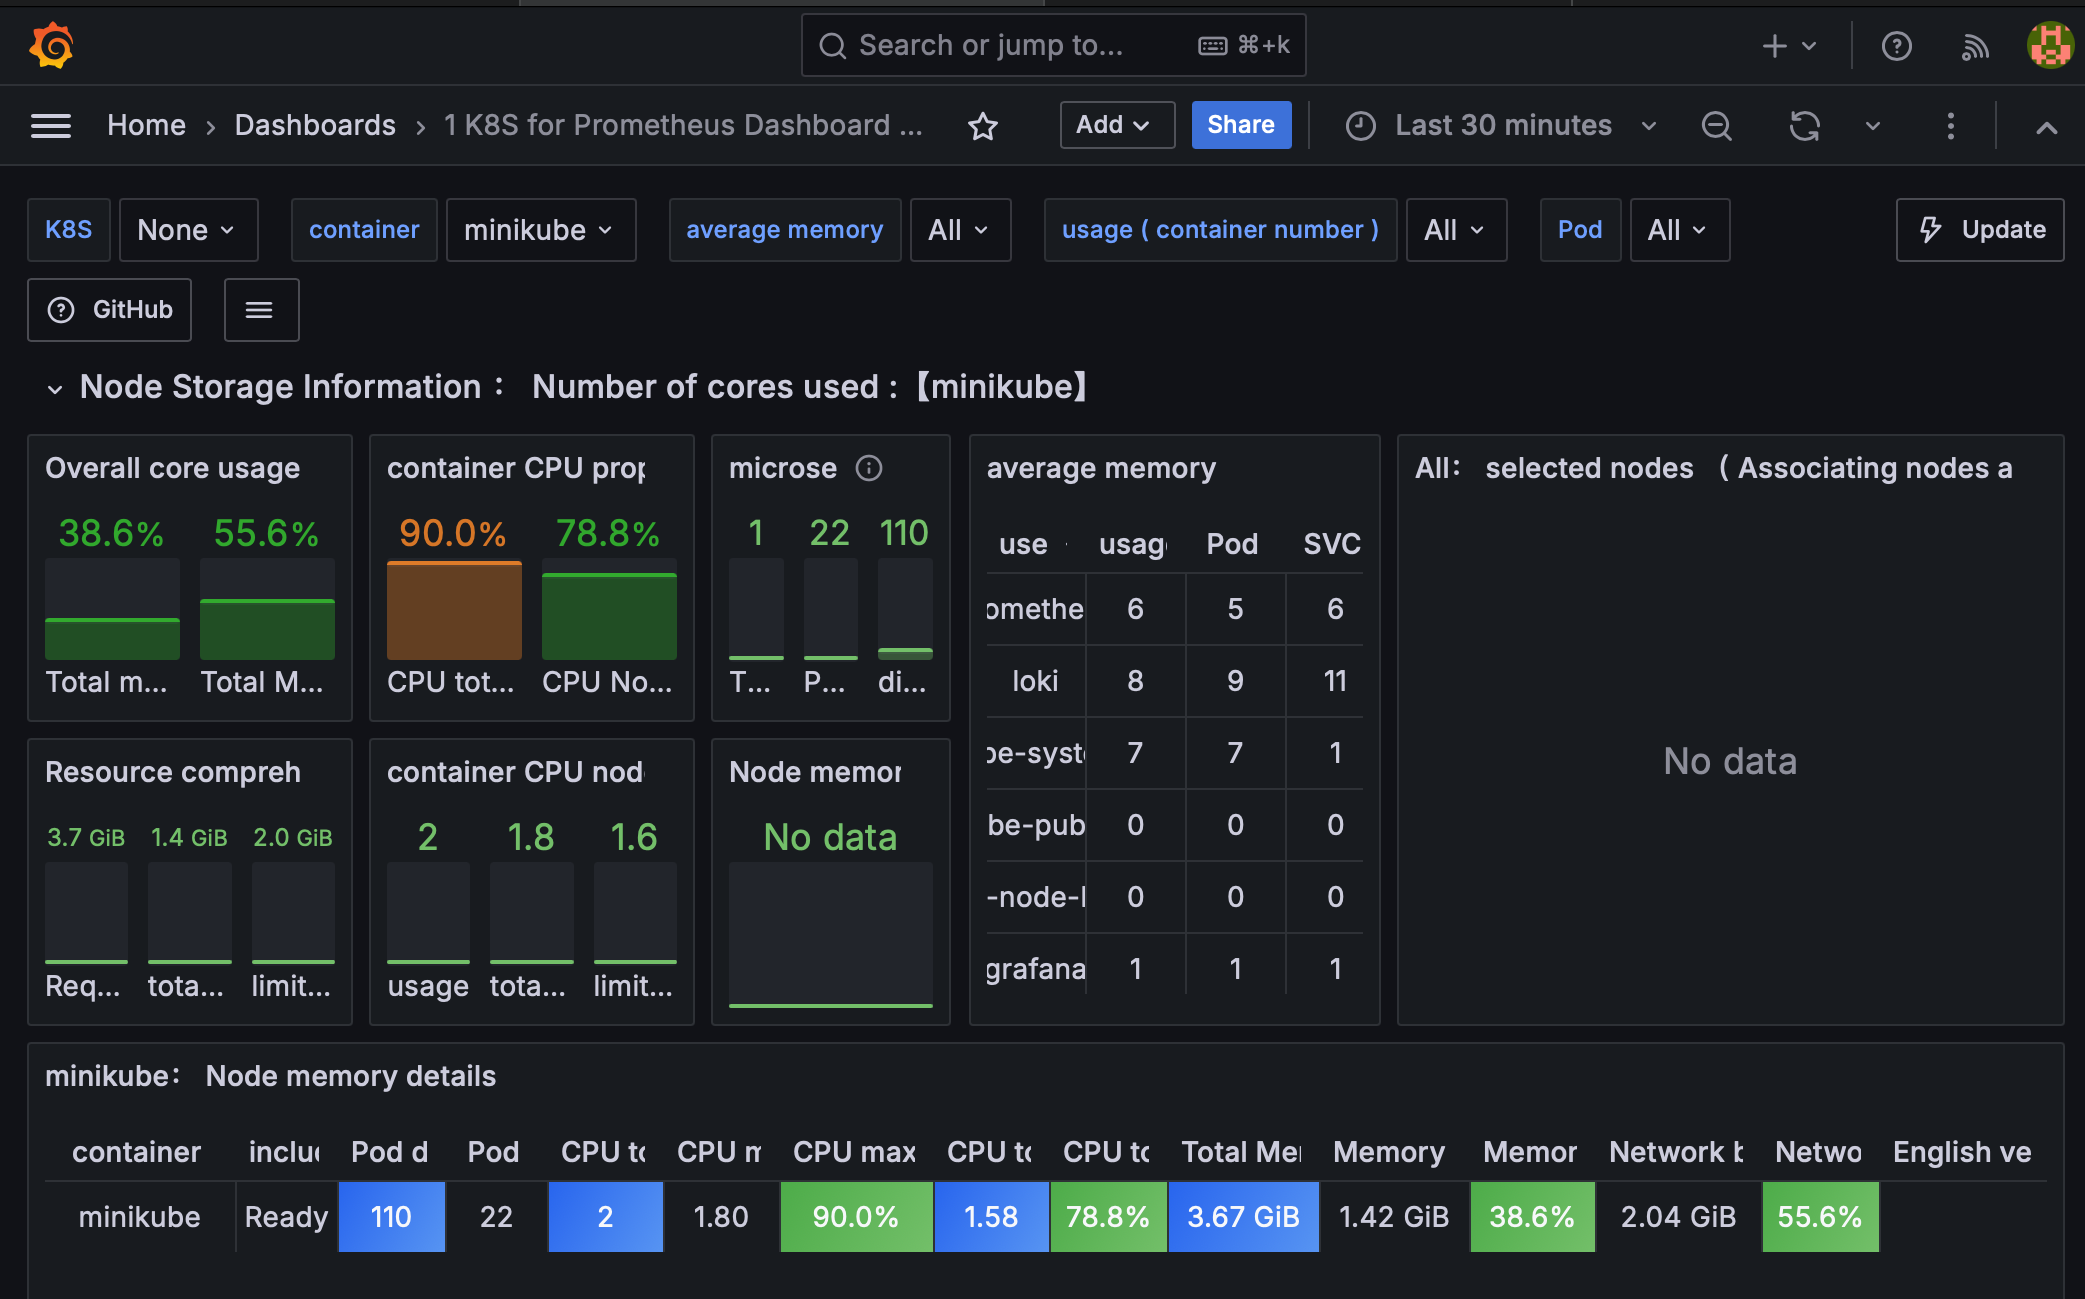 Search or jump to... ⌘+k
Home › Dashboards › 1 K8S for Prometheus Dashboard ...
Add
Share
Last 30 minutes
K8S None container minikube average memory All usage ( container number ) All Pod All Update
GitHub
Node Storage Information： Number of cores used :【minikube】
Overall core usage
38.6% 55.6%
Total m... Total M...
container CPU prop
90.0% 78.8%
CPU tot... CPU No...
microse
1 22 110
T... P... di...
average memory
use usage Pod SVC
omethe 6 5 6
loki 8 9 11
be-syste 7 7 1
be-pub 0 0 0
-node-l 0 0 0
grafana 1 1 1
All： selected nodes （ Associating nodes a
No data
Resource compreh
3.7 GiB 1.4 GiB 2.0 GiB
Req... tota... limit...
container CPU nod
2 1.8 1.6
usage tota... limit...
Node memor
No data
minikube： Node memory details
container includ Pod d Pod CPU to CPU m CPU max CPU to CPU to Total Mem Memory Memor Network b Netwo English ve
minikube Ready 110 22 2 1.80 90.0% 1.58 78.8% 3.67 GiB 1.42 GiB 38.6% 2.04 GiB 55.6%